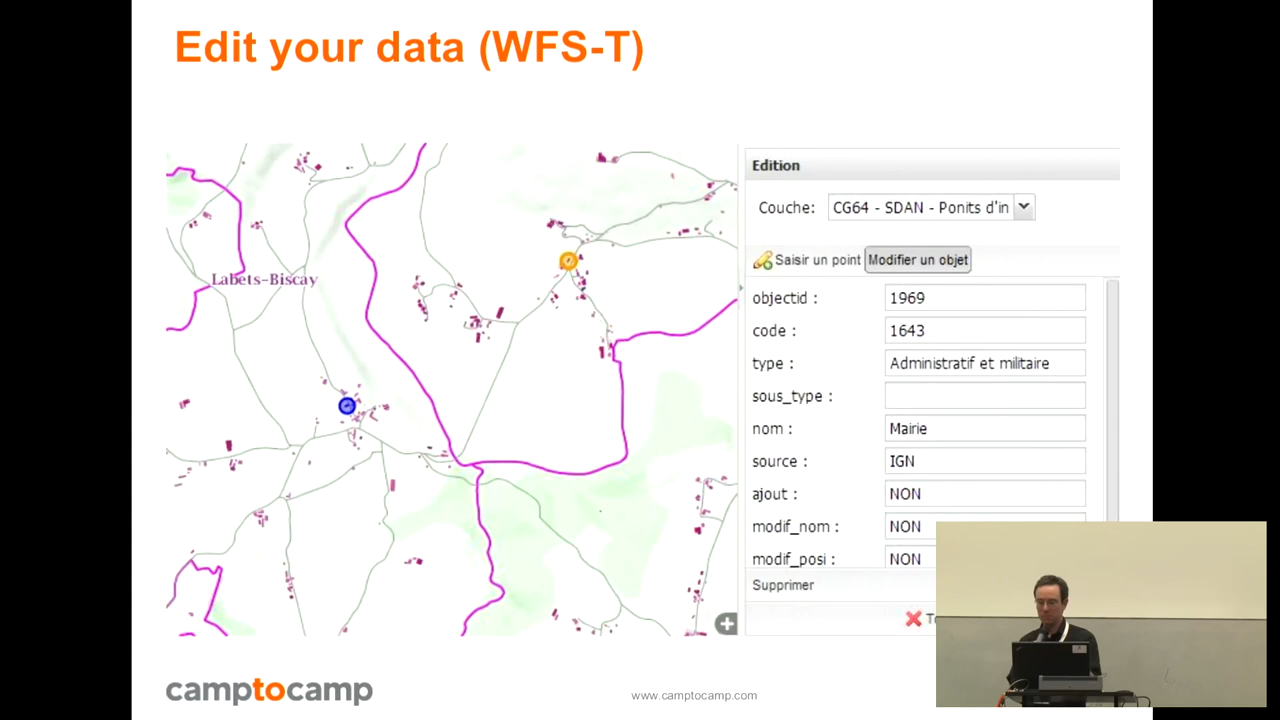 Edit your data (WFS-T)
Labets-Biscay
Edition
Couche: CG64 - SDAN - Ponits d'in
Saisir un point Modifier un objet
objectid : 1969
code : 1643
type : Administratif et militaire
sous_type :
nom : Mairie
source : IGN
ajout : NON
modif_nom : NON
modif_posi : NON
Supprimer
camptocamp
www.camptocamp.com